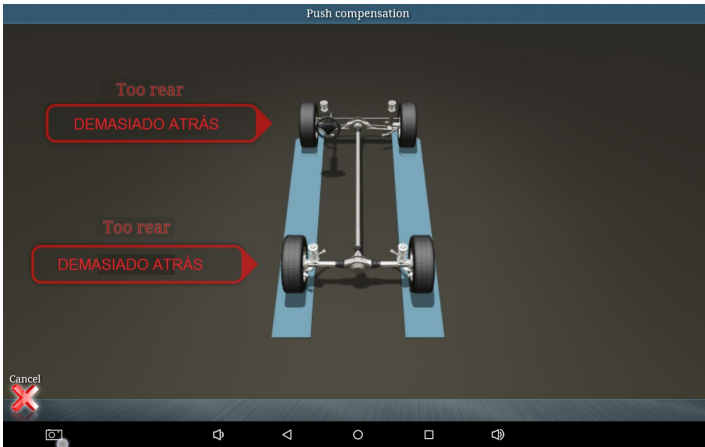 Push compensation
Too rear
DEMASIADO ATRÁS
Too rear
DEMASIADO ATRÁS
Cancel